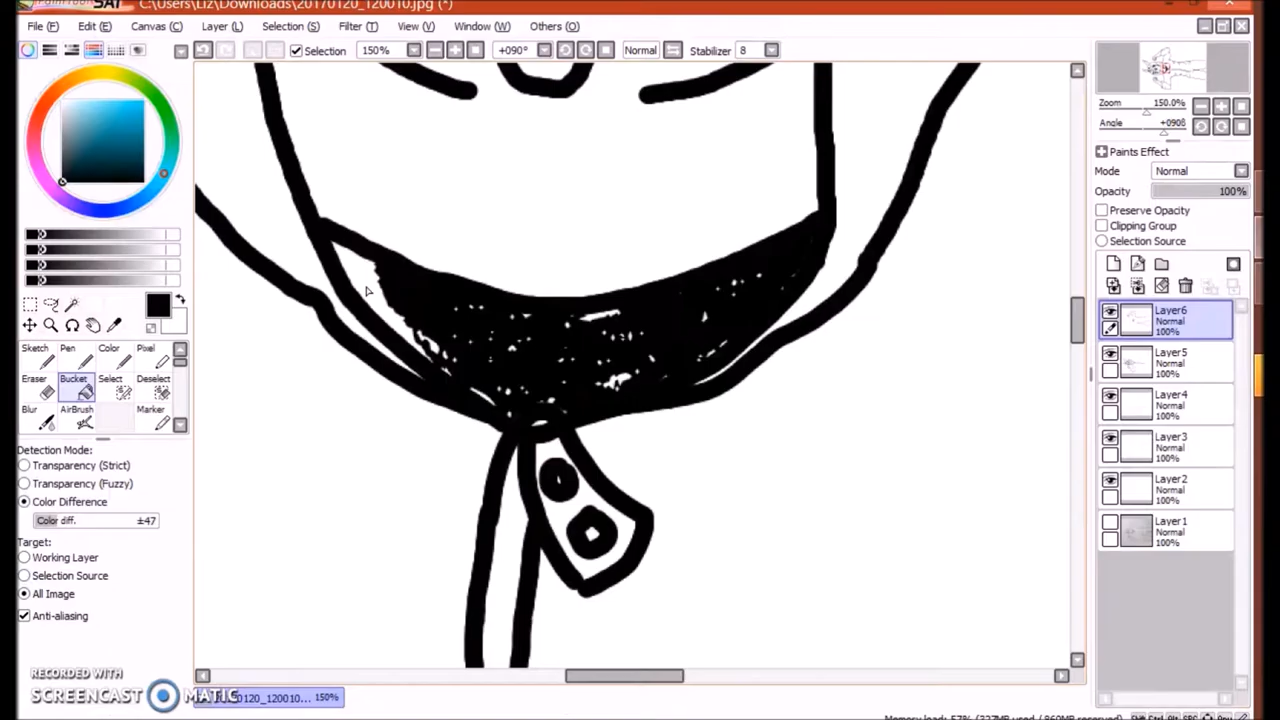 SAI C:\Users\Liz\Downloads\20170120_120010.jpg (*)
File (F) Edit (E) Canvas (C) Layer (L) Selection (S) Filter (T) View (V) Window (W) Others (O)
Selection 150% +090° Normal Stabilizer 8
Zoom 150.0%
Angle
Paints Effect
Mode Normal
Opacity 100%
Preserve Opacity
Clipping Group
Selection Source
Layer6
Normal
100%
Layer5
Normal
100%
Layer4
Normal
100%
Layer3
Normal
100%
Layer2
Normal
100%
Layer1
Normal
100%
Sketch Pen Color Pixel
Eraser Bucket Select Deselect
Blur AirBrush Marker
Detection Mode:
Transparency (Strict)
Transparency (Fuzzy)
Color Difference
Color diff. ±47
Target:
Working Layer
Selection Source
All Image
Anti-aliasing
RECORDED WITH
SCREENCAST MATIC
20170120_120010... 150%